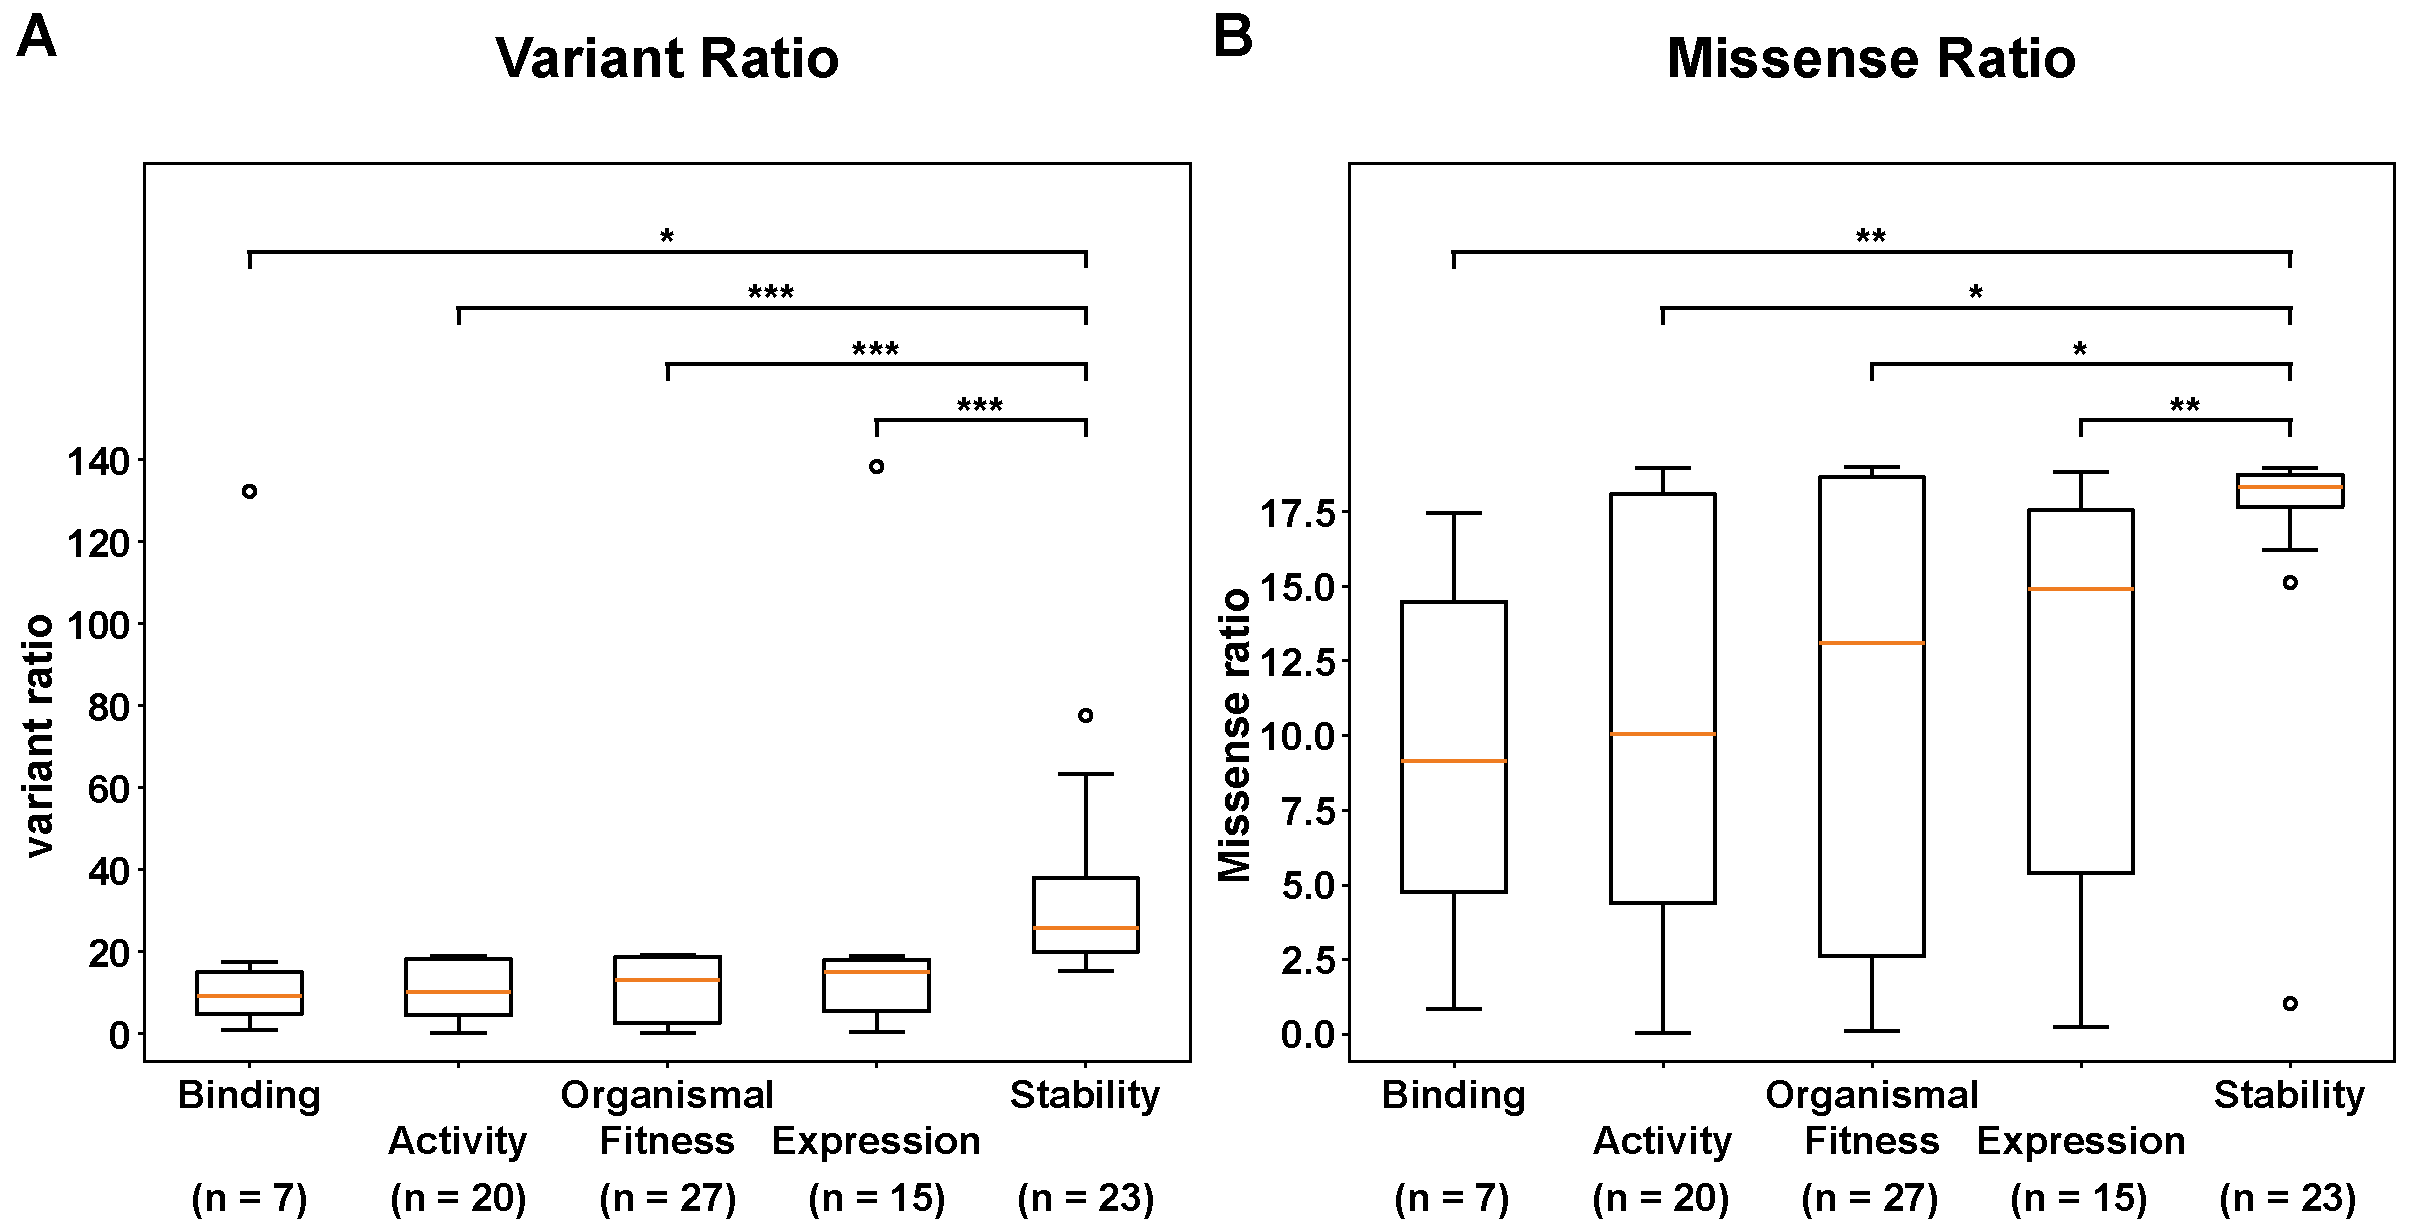 A
Variant Ratio
*
***
***
***
140
120
100
80
60
40
20
0
variant ratio
Binding
Activity
Organismal
Fitness
Expression
Stability
(n = 7)
(n = 20)
(n = 27)
(n = 15)
(n = 23)
B
Missense Ratio
**
*
*
**
17.5
15.0
12.5
10.0
7.5
5.0
2.5
0.0
Missense ratio
Binding
Activity
Organismal
Fitness
Expression
Stability
(n = 7)
(n = 20)
(n = 27)
(n = 15)
(n = 23)